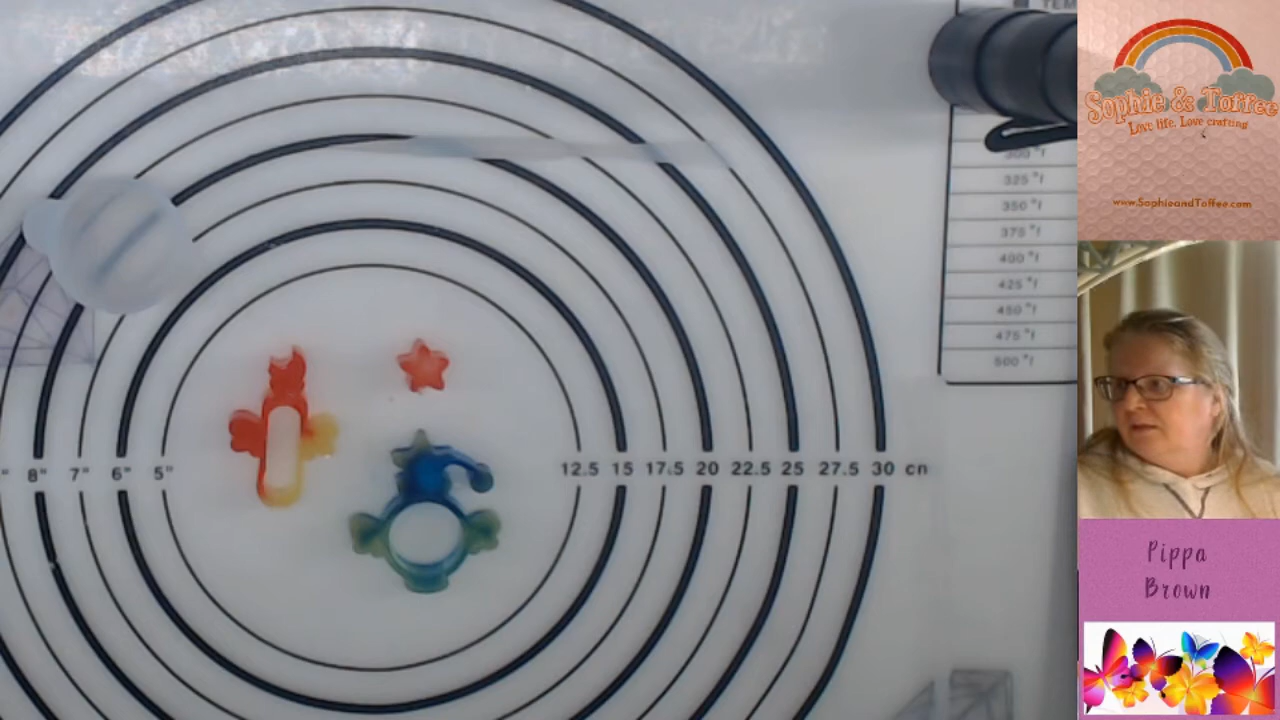 TEM
300 °f
325 °f
350 °f
375 °f
400 °f
425 °f
450 °f
475 °f
500 °f
8" 7" 6" 5" 12.5 15 17.5 20 22.5 25 27.5 30 cn
Sophie & Toffee
Love life. Love crafting
www.SophieandToffee.com
Pippa
Brown